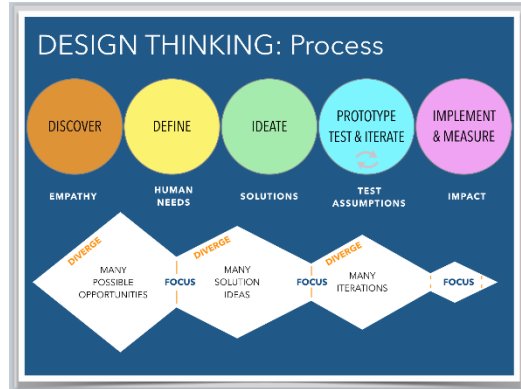 DESIGN THINKING: Process
DISCOVER
DEFINE
IDEATE
PROTOTYPE
TEST & ITERATE
IMPLEMENT
& MEASURE
EMPATHY
HUMAN
NEEDS
SOLUTIONS
TEST
ASSUMPTIONS
IMPACT
DIVERGE
MANY
POSSIBLE
OPPORTUNITIES
FOCUS
DIVERGE
MANY
SOLUTION
IDEAS
FOCUS
DIVERGE
MANY
ITERATIONS
FOCUS